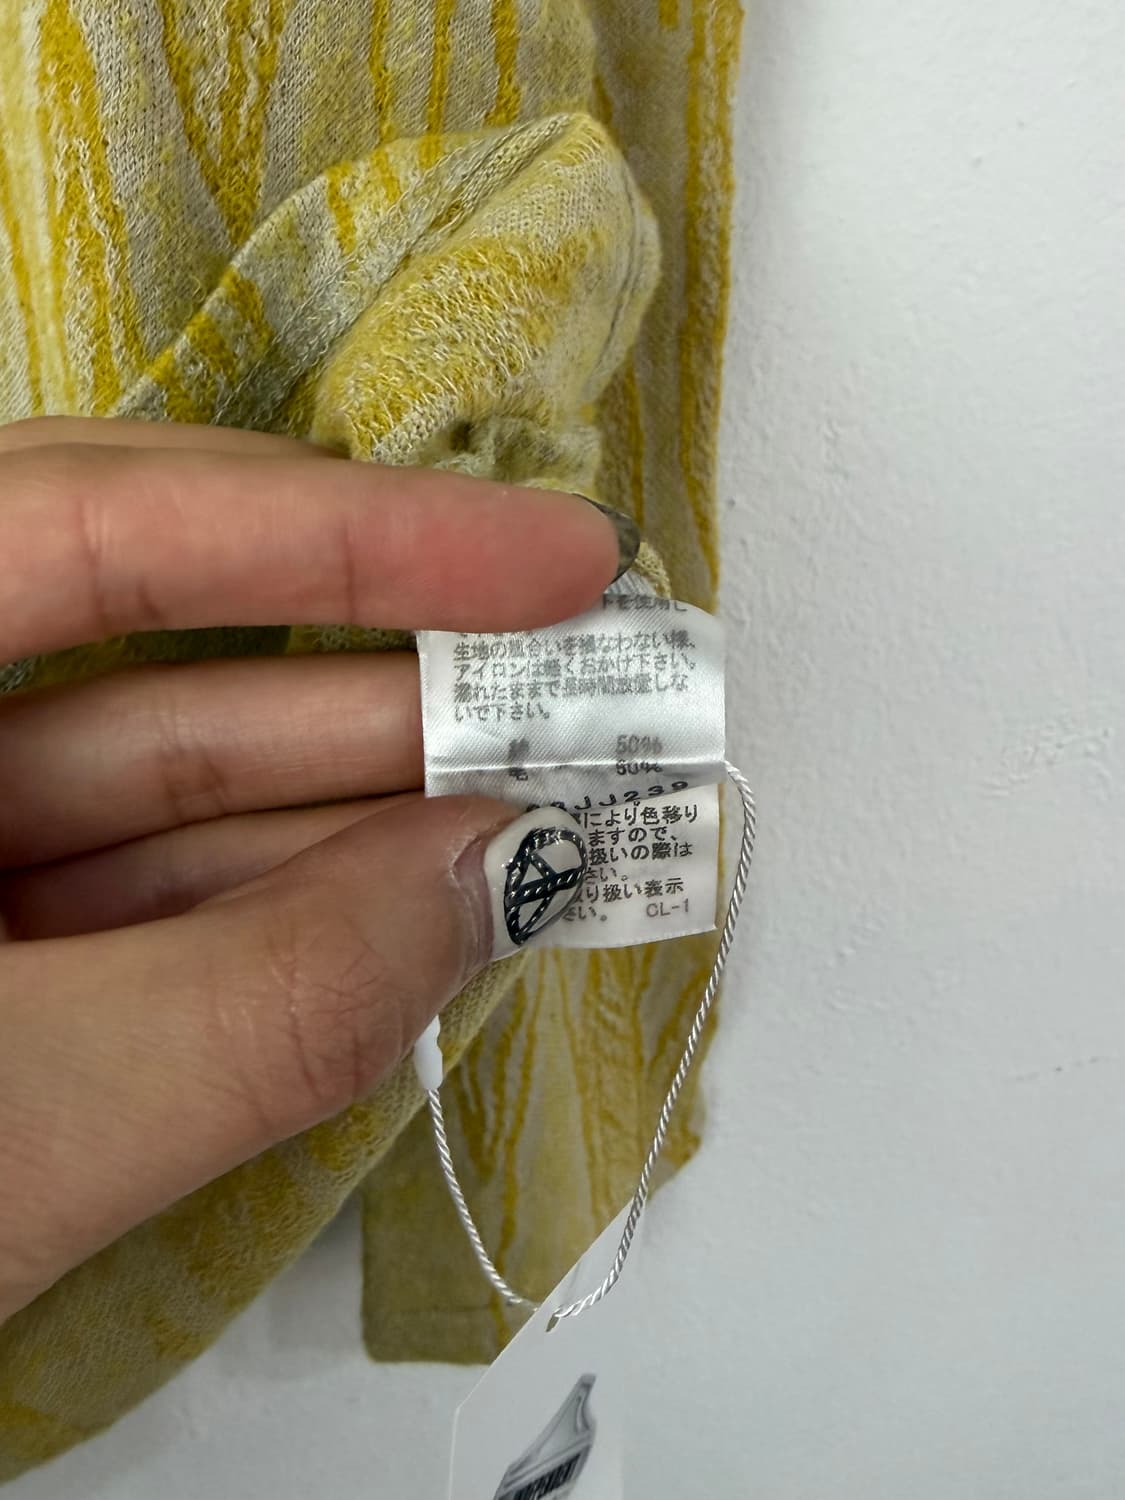 ドを使用し
生地の風合いを損なわない様、
アイロンは軽くおかけ下さい。
濡れたままで長時間放置しな
いで下さい。
綿 50%
毛 50%
JJ239
により色移り
ますので、
扱いの際は
さい。
取り扱い表示
さい。 CL-1